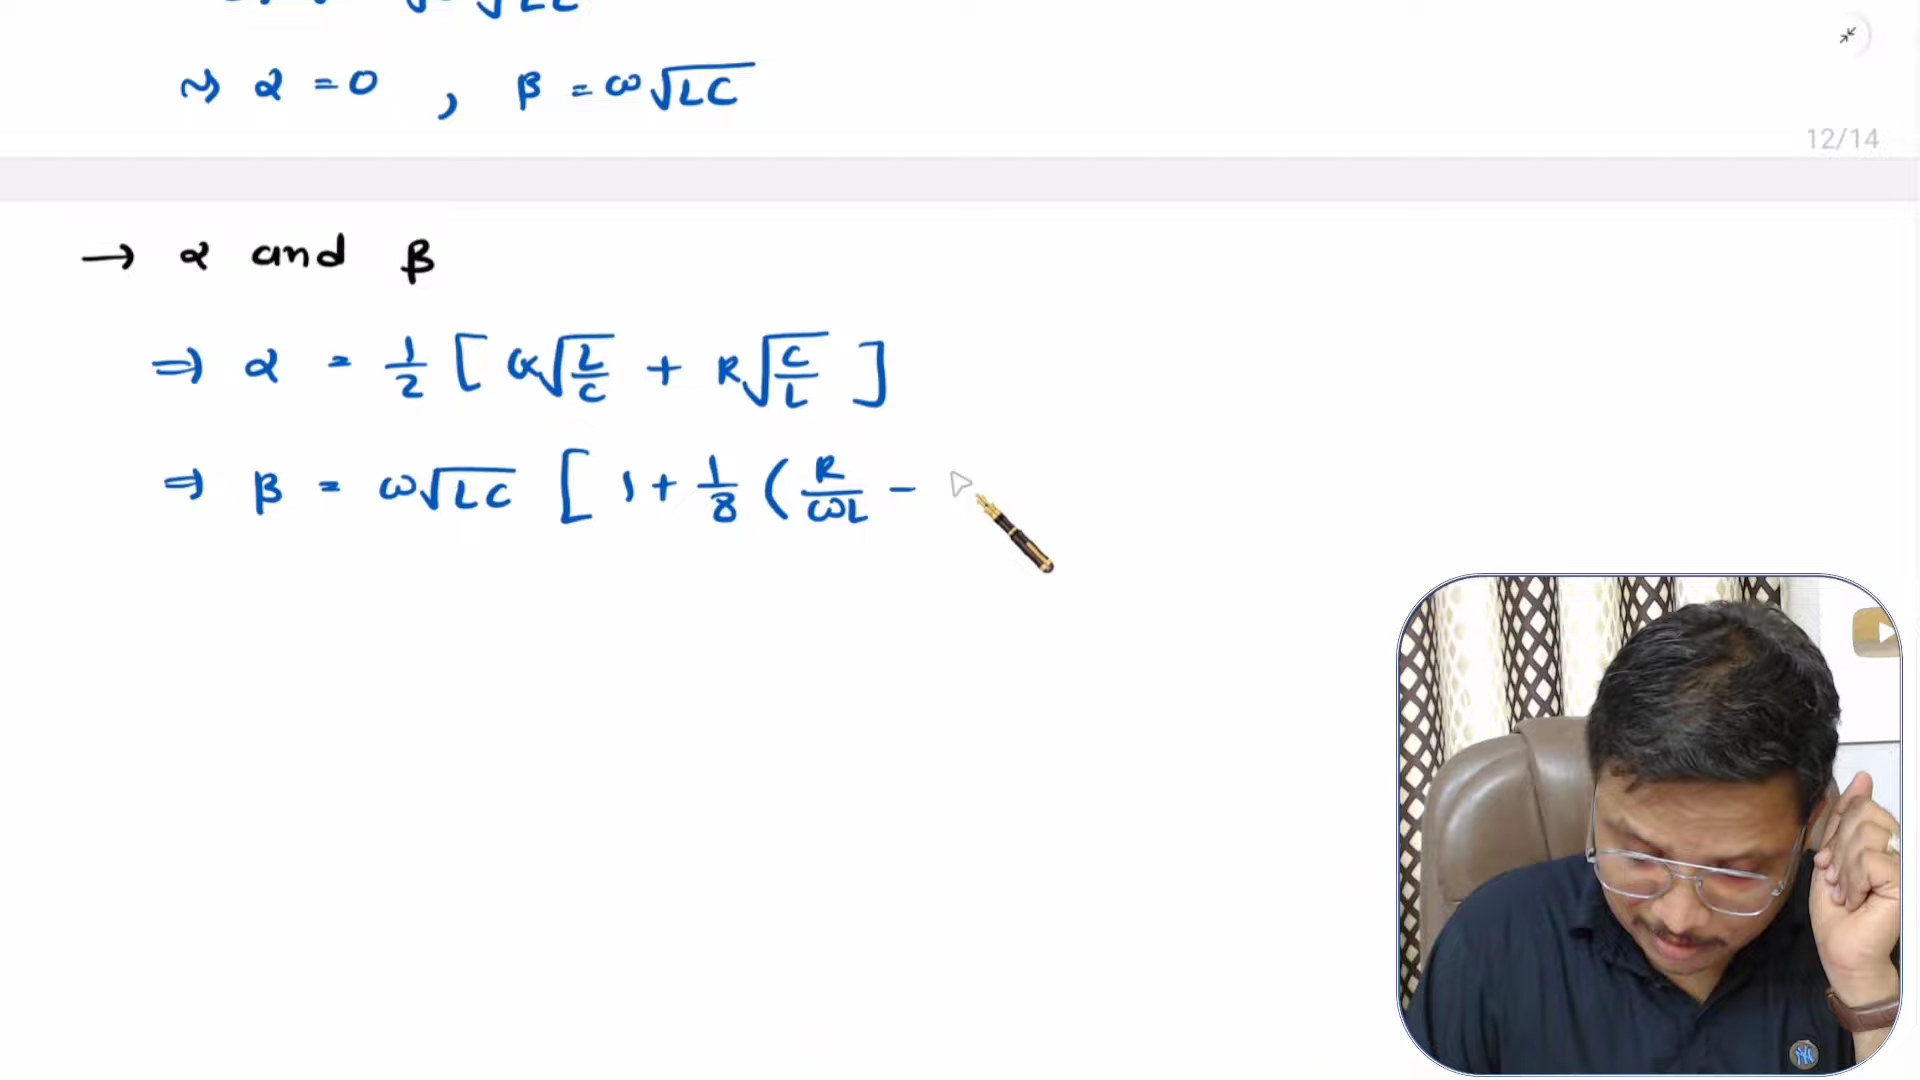 ⇝ α = 0 , β = ω√LC
12/14
→ α and β
⇒ α = 1/2 [ G√(L/C) + R√(C/L) ]
⇒ β = ω√LC [ 1 + 1/8 ( R/ωL -